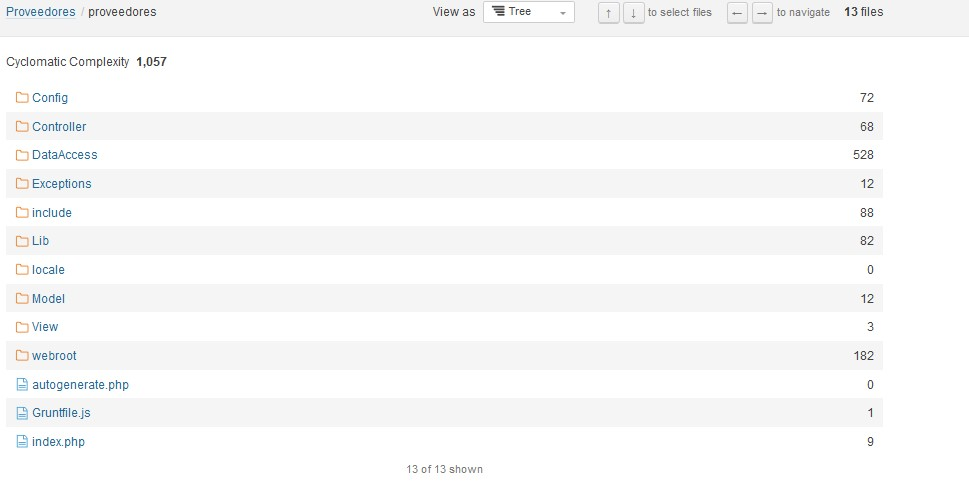 Proveedores / proveedores View as Tree ↑ ↓ to select files ← → to navigate 13 files
Cyclomatic Complexity 1,057
Config 72
Controller 68
DataAccess 528
Exceptions 12
include 88
Lib 82
locale 0
Model 12
View 3
webroot 182
autogenerate.php 0
Gruntfile.js 1
index.php 9
13 of 13 shown